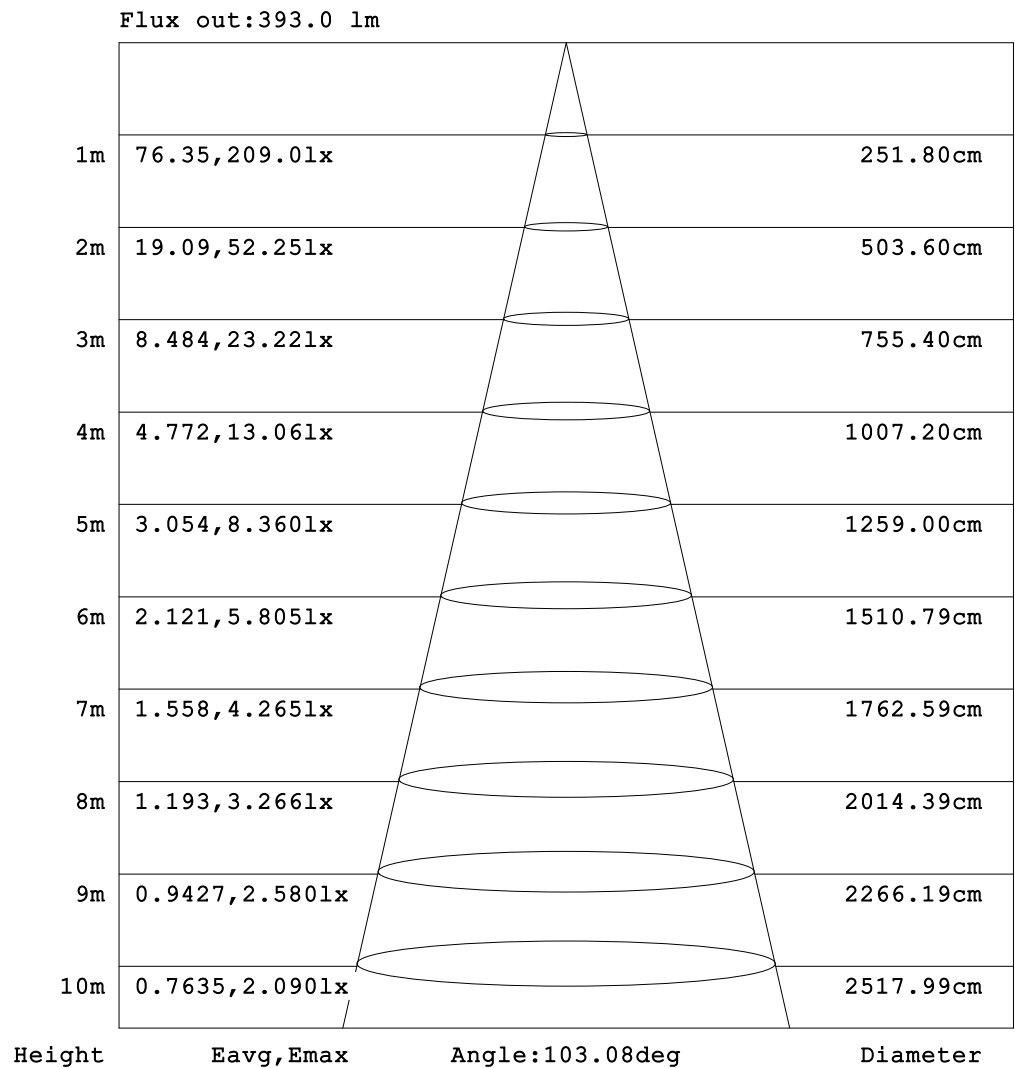 Flux out:393.0 lm
1m 76.35,209.0lx 251.80cm
2m 19.09,52.25lx 503.60cm
3m 8.484,23.22lx 755.40cm
4m 4.772,13.06lx 1007.20cm
5m 3.054,8.360lx 1259.00cm
6m 2.121,5.805lx 1510.79cm
7m 1.558,4.265lx 1762.59cm
8m 1.193,3.266lx 2014.39cm
9m 0.9427,2.580lx 2266.19cm
10m 0.7635,2.090lx 2517.99cm
Height Eavg,Emax Angle:103.08deg Diameter